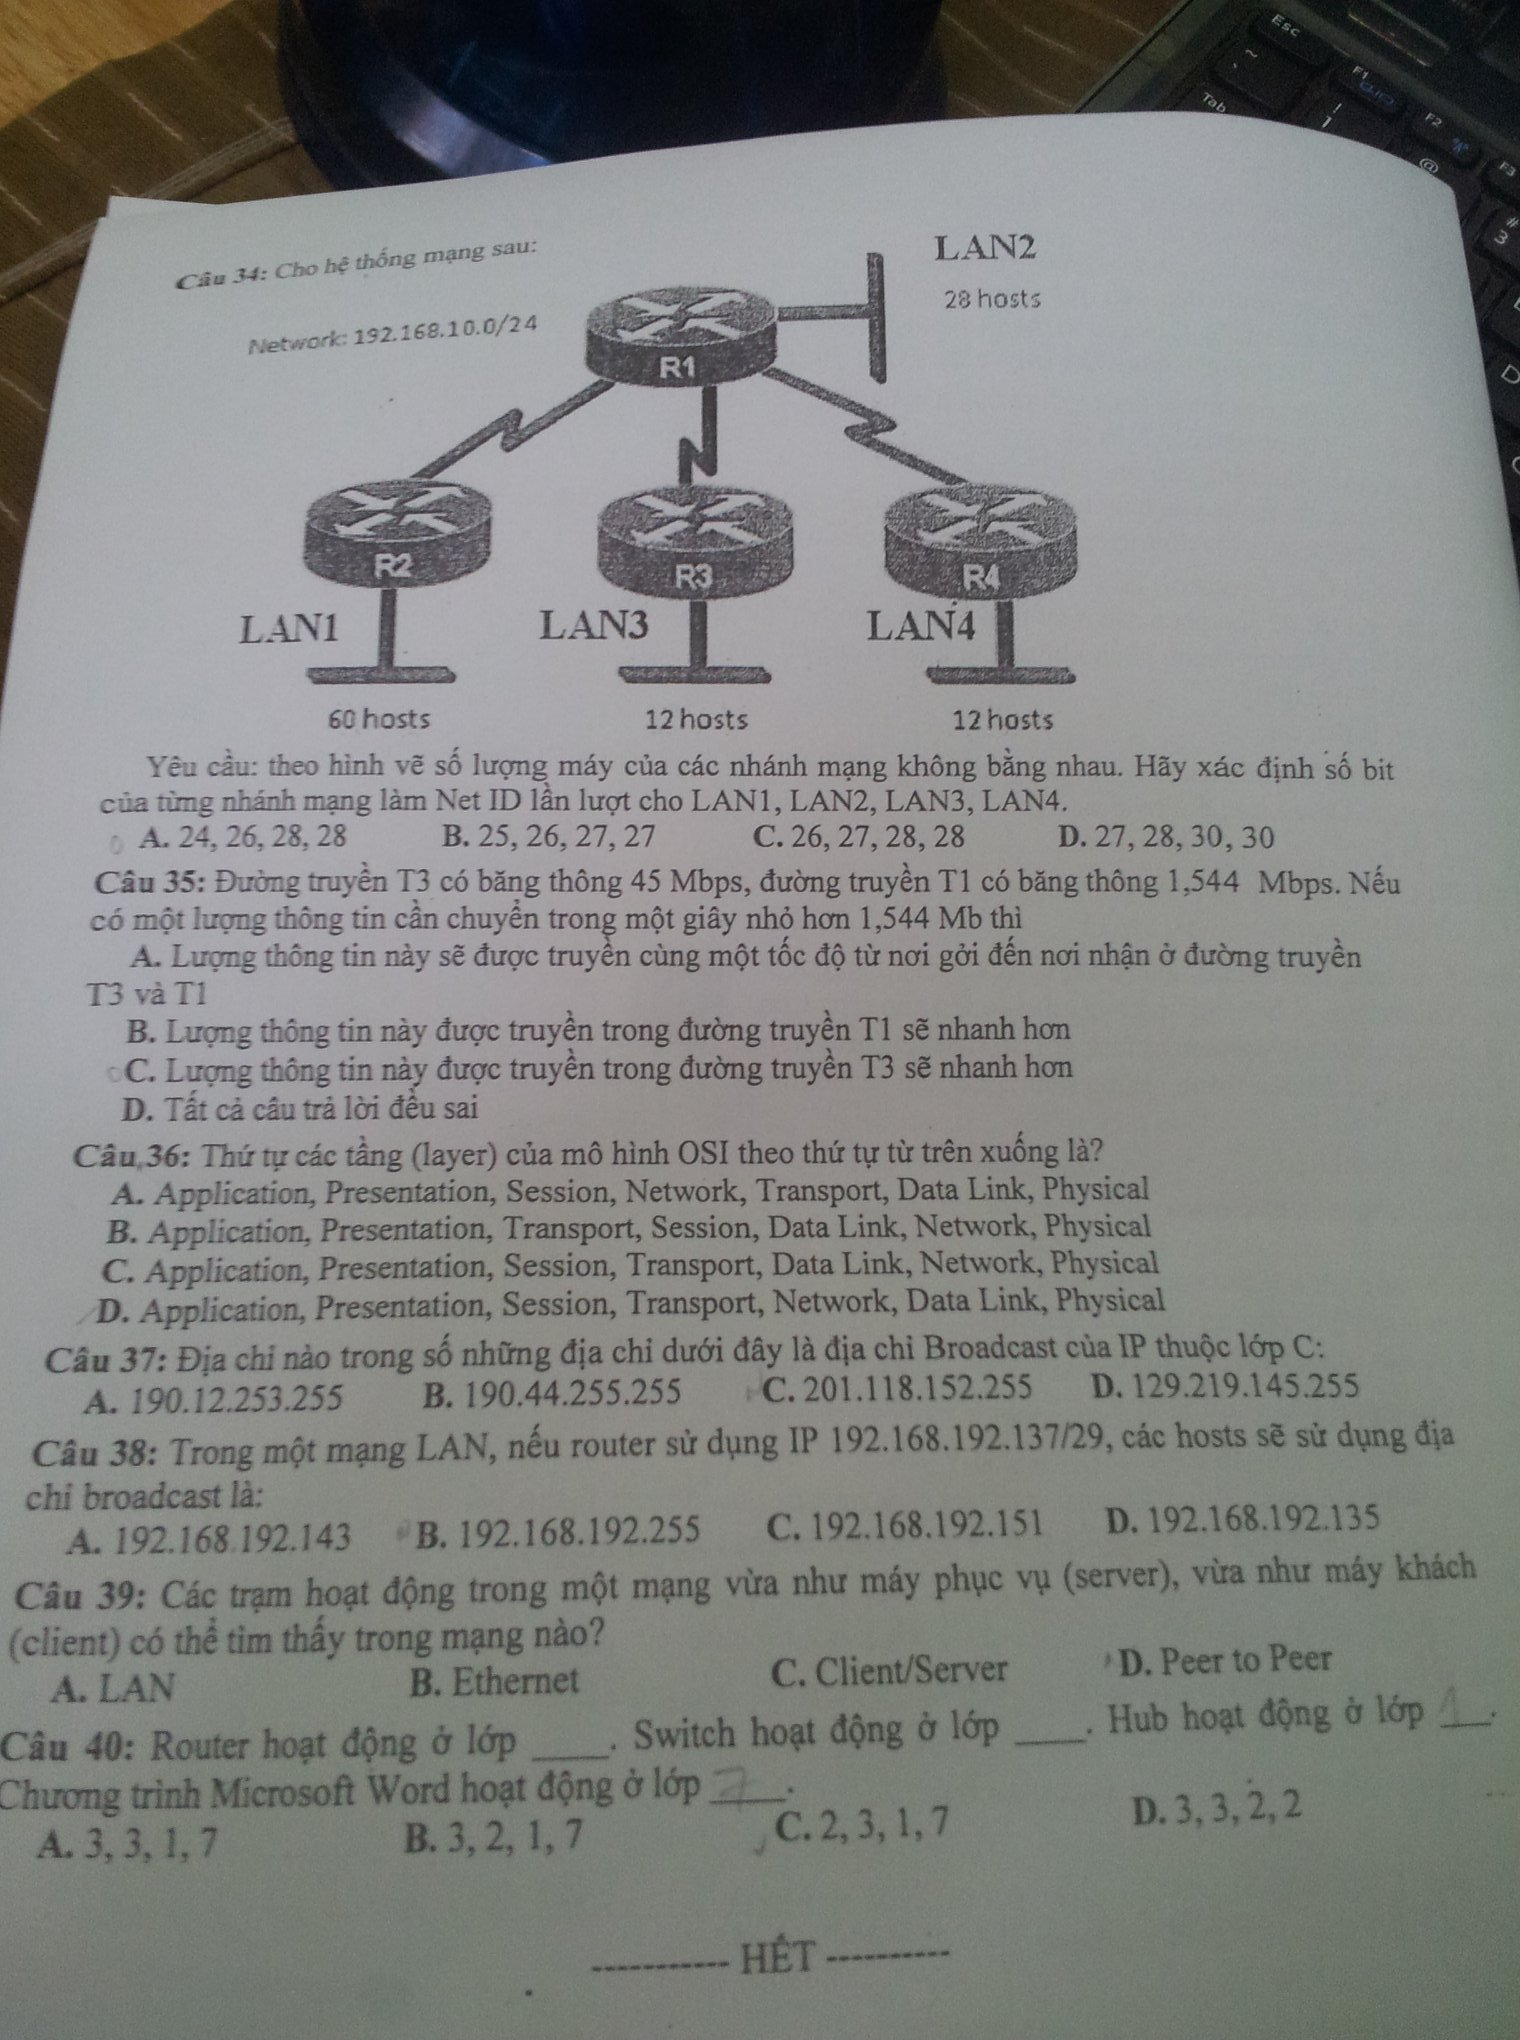 Esc
~
`
Tab
F1
!
1
F2
@
F3
#
3
D
Câu 34: Cho hệ thống mạng sau:
LAN2
28 hosts
Network: 192.168.10.0/24
R1
R2
R3
R4
LAN1
LAN3
LAN4
60 hosts
12 hosts
12 hosts
Yêu cầu: theo hình vẽ số lượng máy của các nhánh mạng không bằng nhau. Hãy xác định số bit
của từng nhánh mạng làm Net ID lần lượt cho LAN1, LAN2, LAN3, LAN4.
A. 24, 26, 28, 28 B. 25, 26, 27, 27 C. 26, 27, 28, 28 D. 27, 28, 30, 30
Câu 35: Đường truyền T3 có băng thông 45 Mbps, đường truyền T1 có băng thông 1,544 Mbps. Nếu
có một lượng thông tin cần chuyển trong một giây nhỏ hơn 1,544 Mb thì
A. Lượng thông tin này sẽ được truyền cùng một tốc độ từ nơi gởi đến nơi nhận ở đường truyền
T3 và T1
B. Lượng thông tin này được truyền trong đường truyền T1 sẽ nhanh hơn
C. Lượng thông tin này được truyền trong đường truyền T3 sẽ nhanh hơn
D. Tất cả câu trả lời đều sai
Câu 36: Thứ tự các tầng (layer) của mô hình OSI theo thứ tự từ trên xuống là?
A. Application, Presentation, Session, Network, Transport, Data Link, Physical
B. Application, Presentation, Transport, Session, Data Link, Network, Physical
C. Application, Presentation, Session, Transport, Data Link, Network, Physical
D. Application, Presentation, Session, Transport, Network, Data Link, Physical
Câu 37: Địa chỉ nào trong số những địa chỉ dưới đây là địa chỉ Broadcast của IP thuộc lớp C:
A. 190.12.253.255 B. 190.44.255.255 C. 201.118.152.255 D. 129.219.145.255
Câu 38: Trong một mạng LAN, nếu router sử dụng IP 192.168.192.137/29, các hosts sẽ sử dụng địa
chỉ broadcast là:
A. 192.168.192.143 B. 192.168.192.255 C. 192.168.192.151 D. 192.168.192.135
Câu 39: Các trạm hoạt động trong một mạng vừa như máy phục vụ (server), vừa như máy khách
(client) có thể tìm thấy trong mạng nào?
A. LAN B. Ethernet C. Client/Server D. Peer to Peer
Câu 40: Router hoạt động ở lớp ____. Switch hoạt động ở lớp ____. Hub hoạt động ở lớp 1.
Chương trình Microsoft Word hoạt động ở lớp 7.
A. 3, 3, 1, 7 B. 3, 2, 1, 7 C. 2, 3, 1, 7 D. 3, 3, 2, 2
----------- HẾT ----------